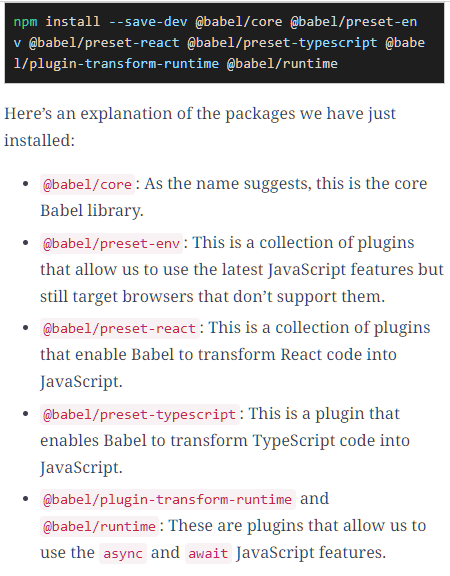 npm install --save-dev @babel/core @babel/preset-en
v @babel/preset-react @babel/preset-typescript @babe
l/plugin-transform-runtime @babel/runtime
Here’s an explanation of the packages we have just
installed:
• @babel/core: As the name suggests, this is the core
Babel library.
• @babel/preset-env: This is a collection of plugins
that allow us to use the latest JavaScript features but
still target browsers that don’t support them.
• @babel/preset-react: This is a collection of plugins
that enable Babel to transform React code into
JavaScript.
• @babel/preset-typescript: This is a plugin that
enables Babel to transform TypeScript code into
JavaScript.
• @babel/plugin-transform-runtime and
@babel/runtime: These are plugins that allow us to
use the async and await JavaScript features.